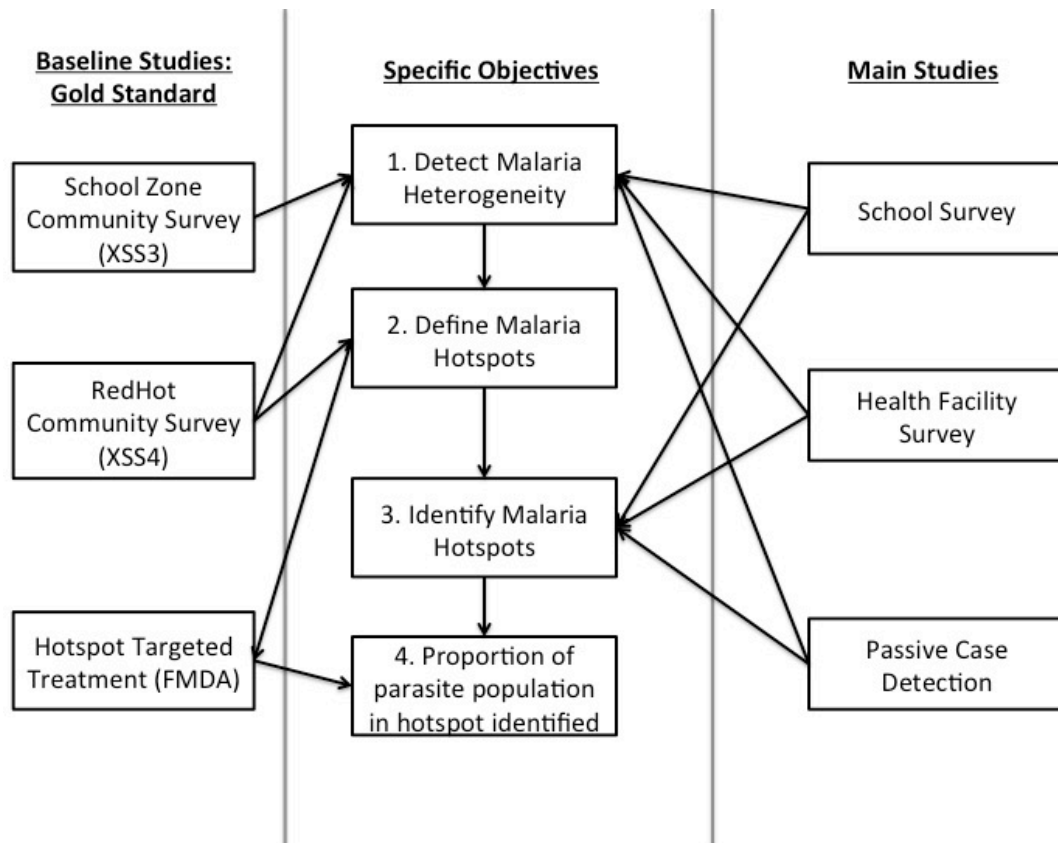 Baseline Studies:
Gold Standard
School Zone
Community Survey
(XSS3)
RedHot
Community Survey
(XSS4)
Hotspot Targeted
Treatment (FMDA)
Specific Objectives
1. Detect Malaria
Heterogeneity
2. Define Malaria
Hotspots
3. Identify Malaria
Hotspots
4. Proportion of
parasite population
in hotspot identified
Main Studies
School Survey
Health Facility
Survey
Passive Case
Detection